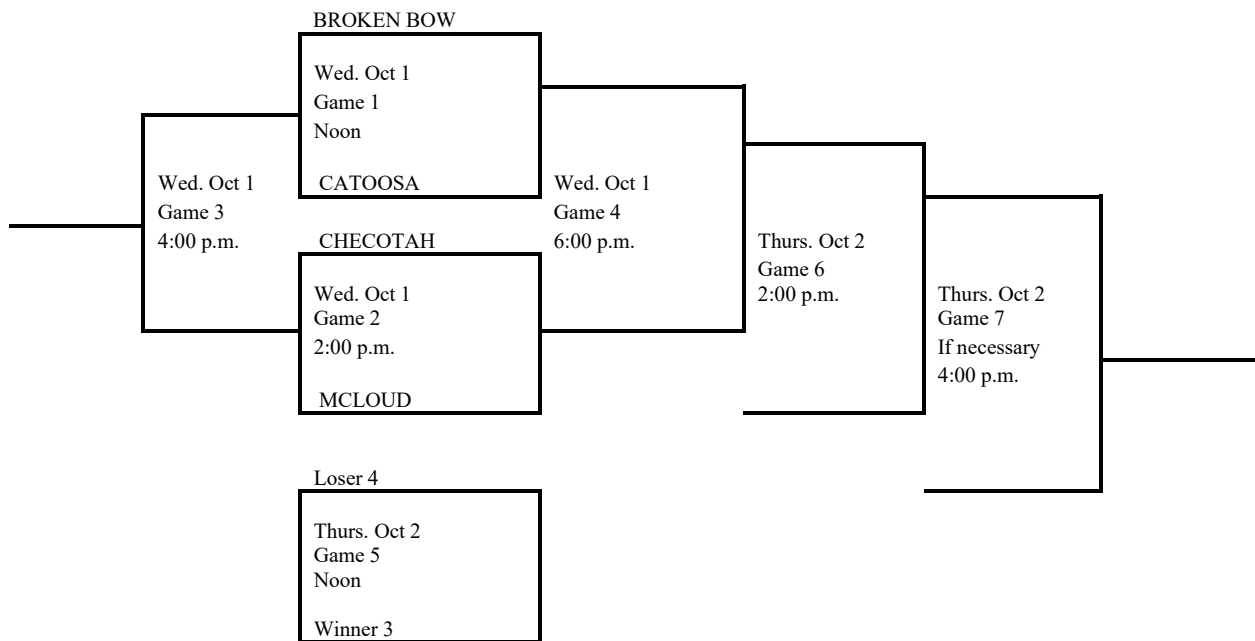 BROKEN BOW
Wed. Oct 1
Game 1
Noon
CATOOSA
Wed. Oct 1
Game 3
4:00 p.m.
CHECOTAH
Wed. Oct 1
Game 2
2:00 p.m.
MCLOUD
Wed. Oct 1
Game 4
6:00 p.m.
Thurs. Oct 2
Game 6
2:00 p.m.
Thurs. Oct 2
Game 7
If necessary
4:00 p.m.
Loser 4
Thurs. Oct 2
Game 5
Noon
Winner 3